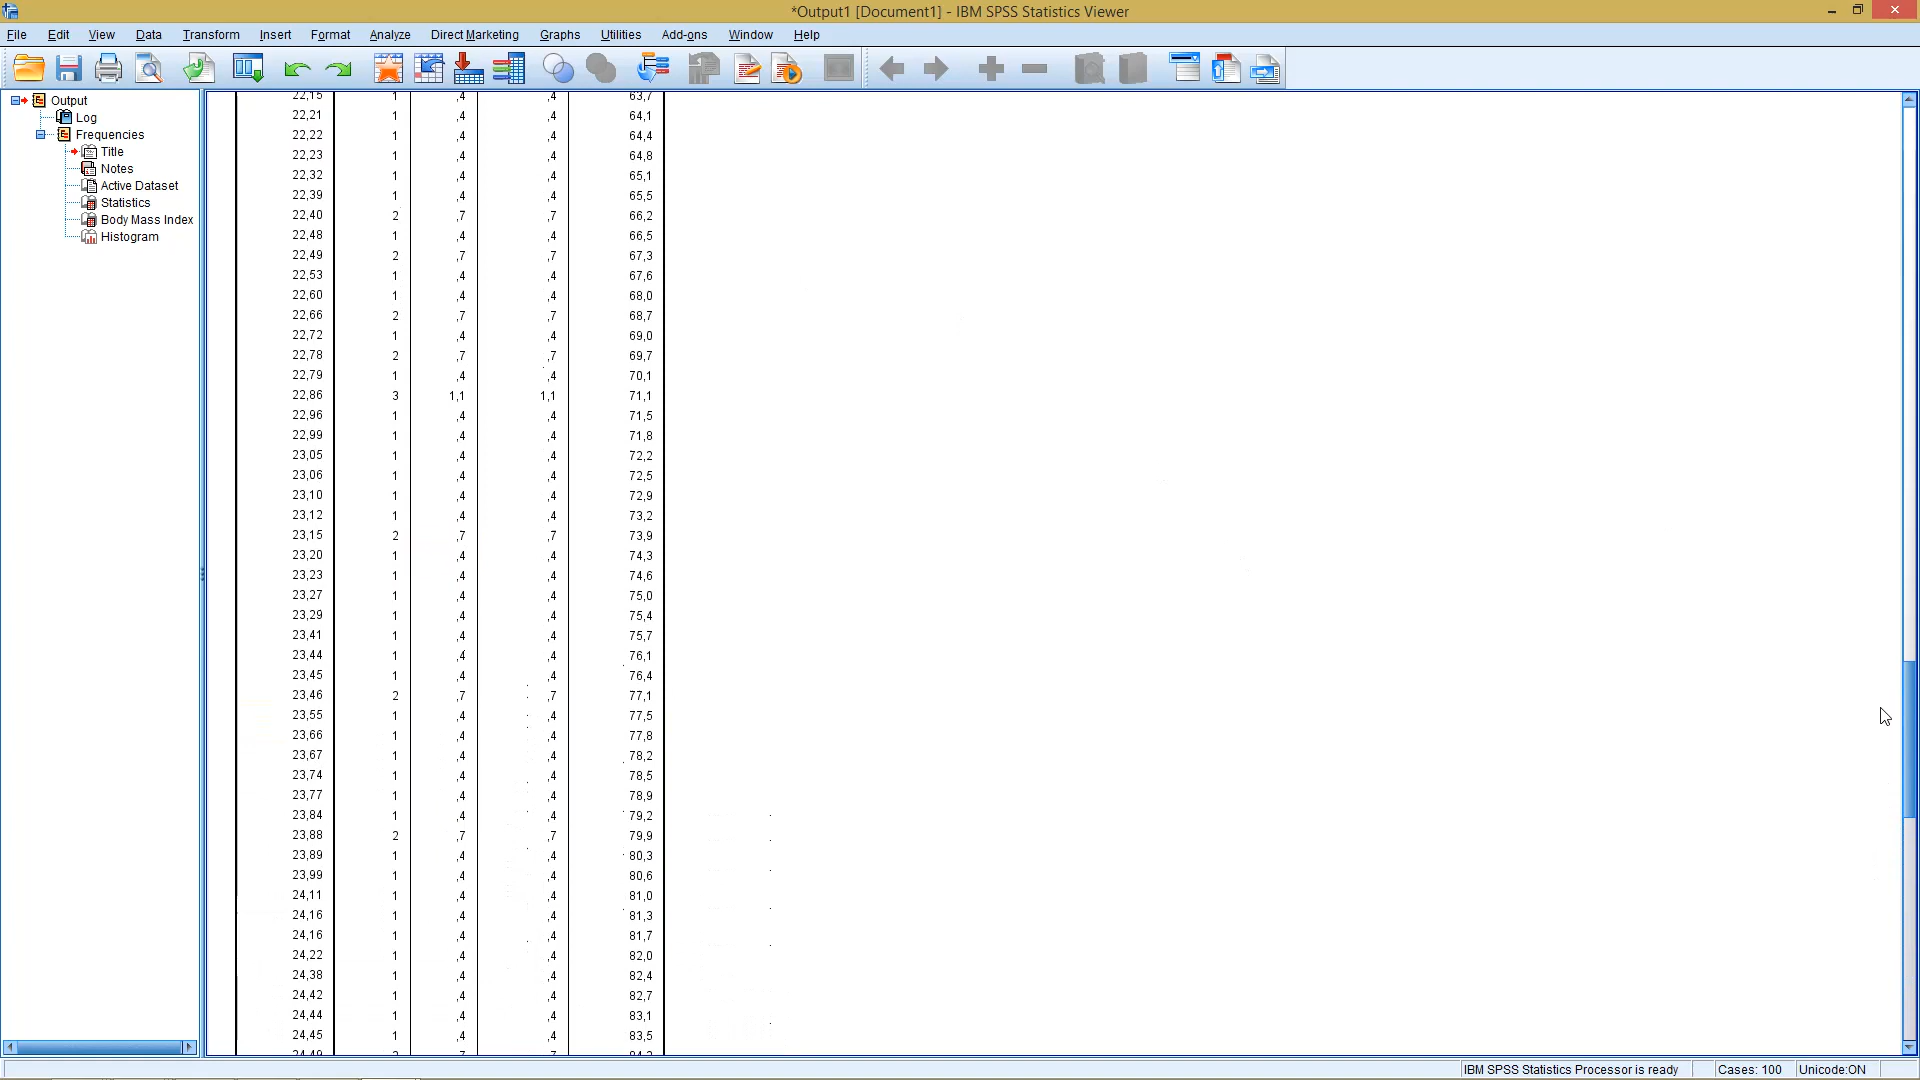 *Output1 [Document1] - IBM SPSS Statistics Viewer
File Edit View Data Transform Insert Format Analyze Direct Marketing Graphs Utilities Add-ons Window Help
Output
Log
Frequencies
Title
Notes
Active Dataset
Statistics
Body Mass Index
Histogram
22,15 1 ,4 ,4 63,7
22,21 1 ,4 ,4 64,1
22,22 1 ,4 ,4 64,4
22,23 1 ,4 ,4 64,8
22,32 1 ,4 ,4 65,1
22,39 1 ,4 ,4 65,5
22,40 2 ,7 ,7 66,2
22,48 1 ,4 ,4 66,5
22,49 2 ,7 ,7 67,3
22,53 1 ,4 ,4 67,6
22,60 1 ,4 ,4 68,0
22,66 2 ,7 ,7 68,7
22,72 1 ,4 ,4 69,0
22,78 2 ,7 ,7 69,7
22,79 1 ,4 ,4 70,1
22,86 3 1,1 1,1 71,1
22,96 1 ,4 ,4 71,5
22,99 1 ,4 ,4 71,8
23,05 1 ,4 ,4 72,2
23,06 1 ,4 ,4 72,5
23,10 1 ,4 ,4 72,9
23,12 1 ,4 ,4 73,2
23,15 2 ,7 ,7 73,9
23,20 1 ,4 ,4 74,3
23,23 1 ,4 ,4 74,6
23,27 1 ,4 ,4 75,0
23,29 1 ,4 ,4 75,4
23,41 1 ,4 ,4 75,7
23,44 1 ,4 ,4 76,1
23,45 1 ,4 ,4 76,4
23,46 2 ,7 ,7 77,1
23,55 1 ,4 ,4 77,5
23,66 1 ,4 ,4 77,8
23,67 1 ,4 ,4 78,2
23,74 1 ,4 ,4 78,5
23,77 1 ,4 ,4 78,9
23,84 1 ,4 ,4 79,2
23,88 2 ,7 ,7 79,9
23,89 1 ,4 ,4 80,3
23,99 1 ,4 ,4 80,6
24,11 1 ,4 ,4 81,0
24,16 1 ,4 ,4 81,3
24,16 1 ,4 ,4 81,7
24,22 1 ,4 ,4 82,0
24,38 1 ,4 ,4 82,4
24,42 1 ,4 ,4 82,7
24,44 1 ,4 ,4 83,1
24,45 1 ,4 ,4 83,5
IBM SPSS Statistics Processor is ready Cases: 100 Unicode:ON